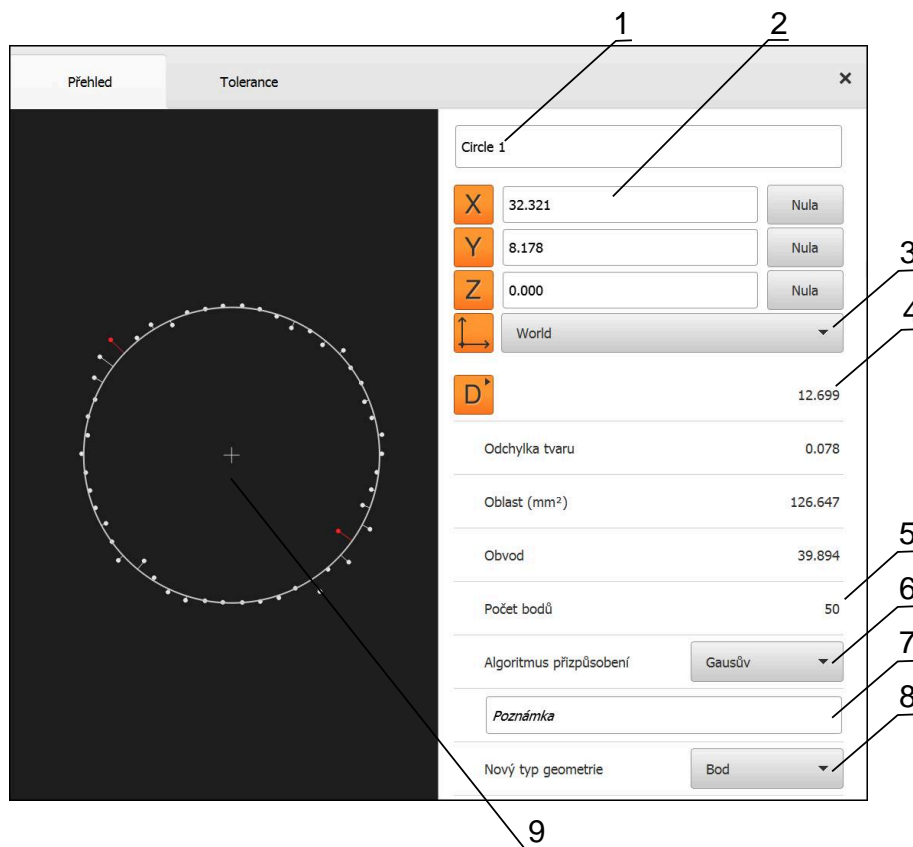 1
2
Přehled
Tolerance
×
Circle 1
X
32.321
Nula
Y
8.178
Nula
Z
0.000
Nula
3
World
4
D
12.699
Odchylka tvaru
0.078
Oblast (mm²)
126.647
Obvod
39.894
5
Počet bodů
50
6
Algoritmus přizpůsobení
Gausův
7
Poznámka
8
Nový typ geometrie
Bod
9